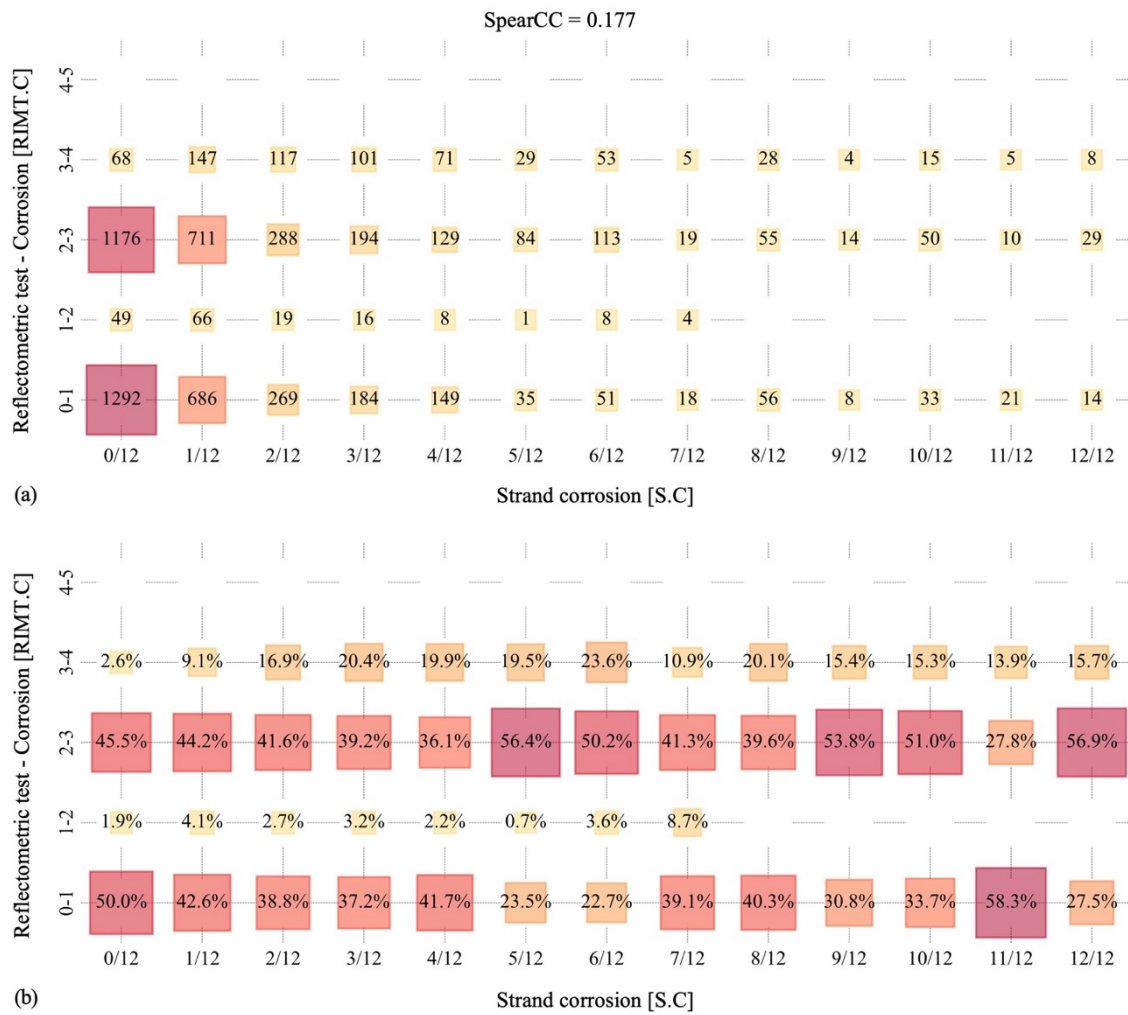 SpearCC = 0.177
Reflectometric test - Corrosion [RIMT.C]
4-5
3-4 68 147 117 101 71 29 53 5 28 4 15 5 8
2-3 1176 711 288 194 129 84 113 19 55 14 50 10 29
1-2 49 66 19 16 8 1 8 4
0-1 1292 686 269 184 149 35 51 18 56 8 33 21 14
0/12 1/12 2/12 3/12 4/12 5/12 6/12 7/12 8/12 9/12 10/12 11/12 12/12
(a) Strand corrosion [S.C]
Reflectometric test - Corrosion [RIMT.C]
4-5
3-4 2.6% 9.1% 16.9% 20.4% 19.9% 19.5% 23.6% 10.9% 20.1% 15.4% 15.3% 13.9% 15.7%
2-3 45.5% 44.2% 41.6% 39.2% 36.1% 56.4% 50.2% 41.3% 39.6% 53.8% 51.0% 27.8% 56.9%
1-2 1.9% 4.1% 2.7% 3.2% 2.2% 0.7% 3.6% 8.7%
0-1 50.0% 42.6% 38.8% 37.2% 41.7% 23.5% 22.7% 39.1% 40.3% 30.8% 33.7% 58.3% 27.5%
0/12 1/12 2/12 3/12 4/12 5/12 6/12 7/12 8/12 9/12 10/12 11/12 12/12
(b) Strand corrosion [S.C]